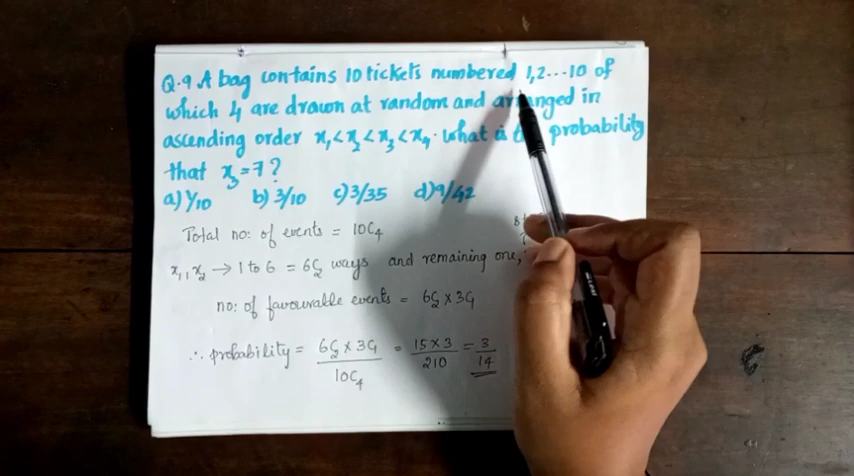 Q.9 A bag contains 10 tickets numbered 1,2...10 of
which 4 are drawn at random and arranged in
ascending order x₁<x₂<x₃<x₄. what is probability
that x₃=7?
a) 1/10 b) 3/10 c) 3/35 d) 9/42
Total no: of events = 10C₄
x₁, x₂ → 1 to 6 = 6C₂ ways and remaining one,
no: of favourable events = 6C₂ × 3C₁
∴ probability = 6C₂ × 3C₁ / 10C₄ = 15 × 3 / 210 = 3 / 14